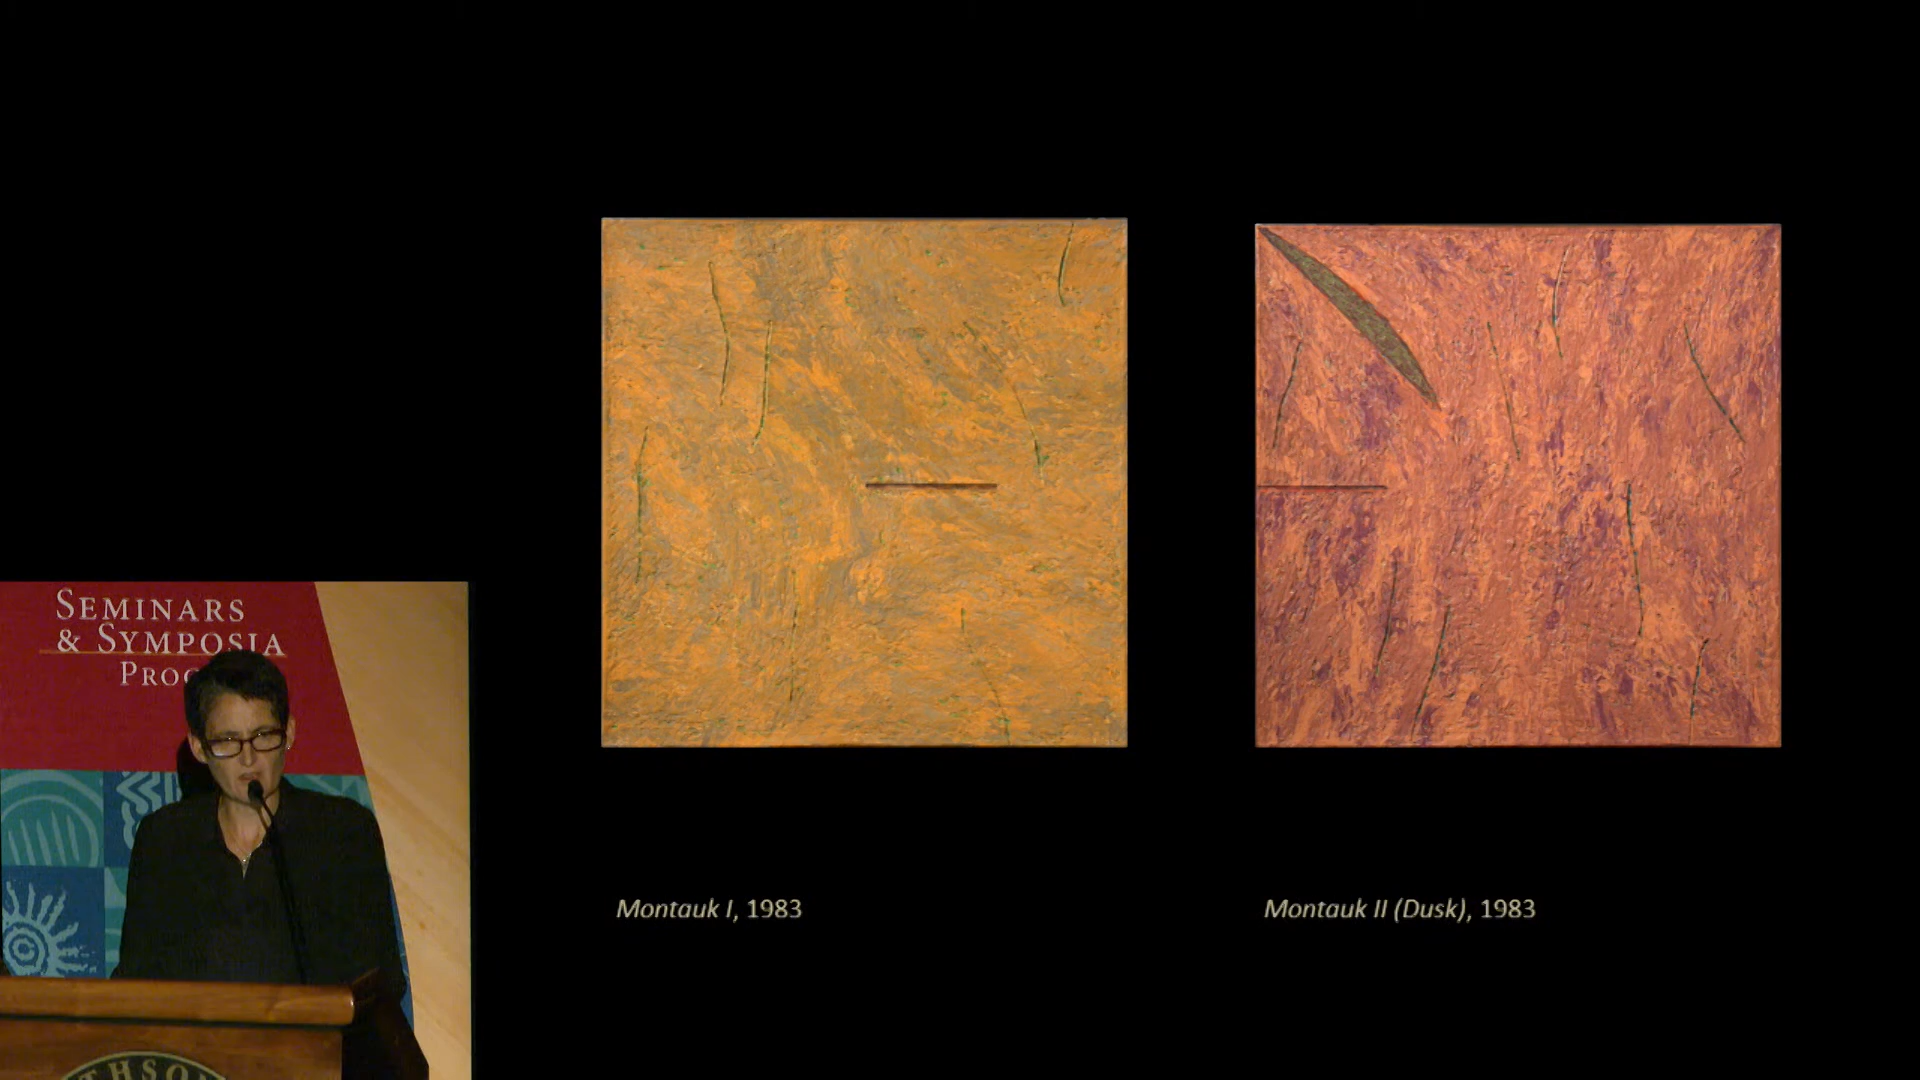 SEMINARS
& SYMPOSIA
Montauk I, 1983
Montauk II (Dusk), 1983